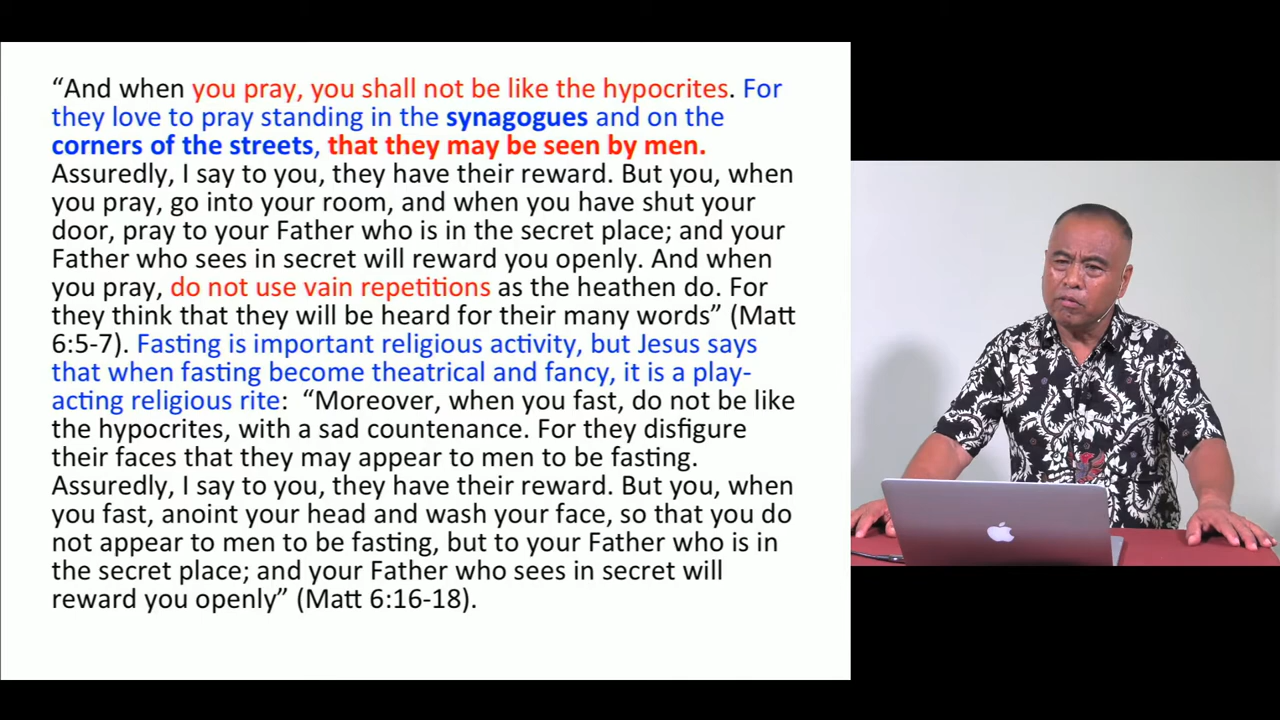 “And when you pray, you shall not be like the hypocrites. For
they love to pray standing in the synagogues and on the
corners of the streets, that they may be seen by men.
Assuredly, I say to you, they have their reward. But you, when
you pray, go into your room, and when you have shut your
door, pray to your Father who is in the secret place; and your
Father who sees in secret will reward you openly. And when
you pray, do not use vain repetitions as the heathen do. For
they think that they will be heard for their many words” (Matt
6:5-7). Fasting is important religious activity, but Jesus says
that when fasting become theatrical and fancy, it is a play-
acting religious rite:  “Moreover, when you fast, do not be like
the hypocrites, with a sad countenance. For they disfigure
their faces that they may appear to men to be fasting.
Assuredly, I say to you, they have their reward. But you, when
you fast, anoint your head and wash your face, so that you do
not appear to men to be fasting, but to your Father who is in
the secret place; and your Father who sees in secret will
reward you openly” (Matt 6:16-18).